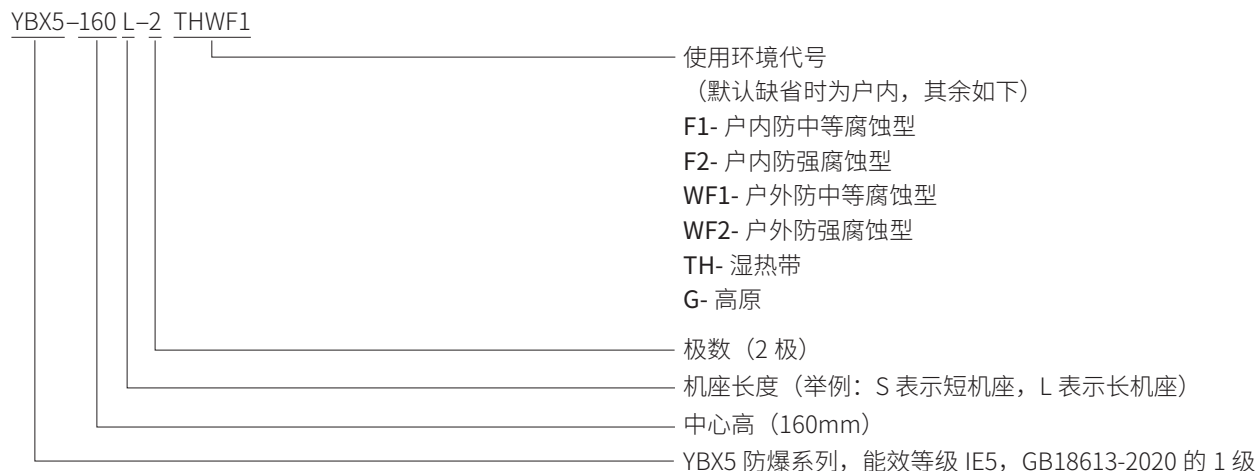 YBX5–160 L–2 THWF1
使用环境代号
（默认缺省时为户内，其余如下）
F1- 户内防中等腐蚀型
F2- 户内防强腐蚀型
WF1- 户外防中等腐蚀型
WF2- 户外防强腐蚀型
TH- 湿热带
G- 高原
极数（2 极）
机座长度（举例：S 表示短机座，L 表示长机座）
中心高（160mm）
YBX5 防爆系列，能效等级 IE5，GB18613-2020 的 1 级